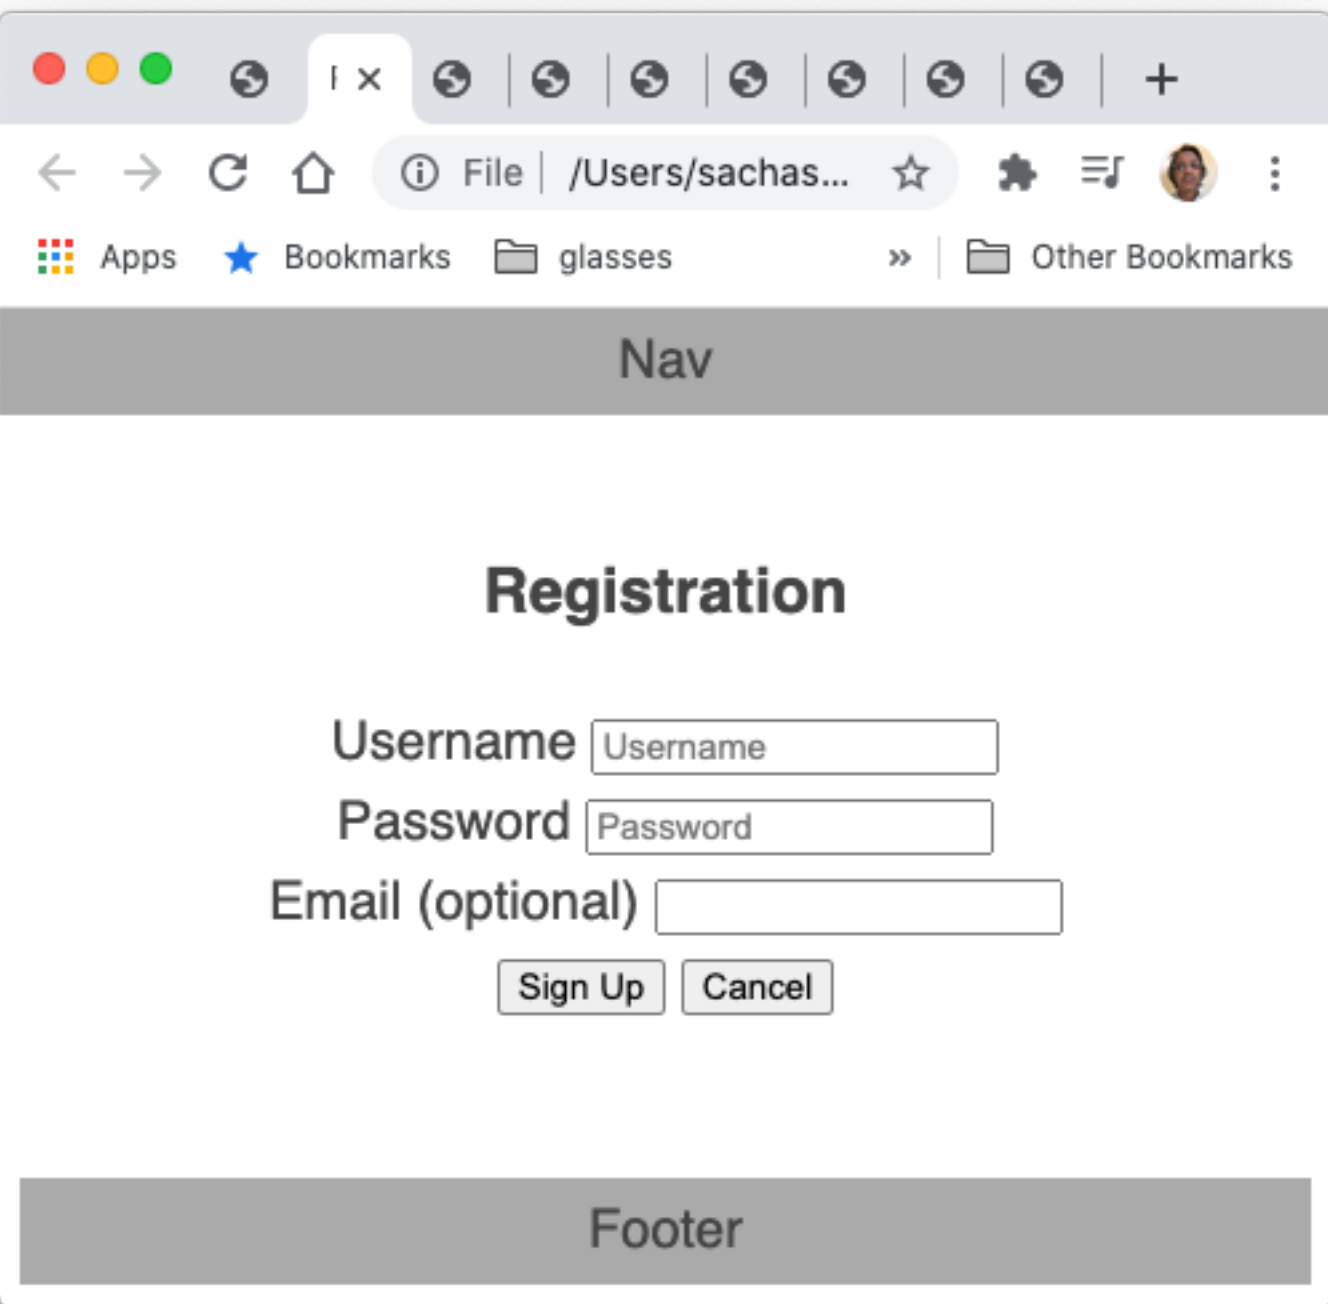 File /Users/sachas...
Apps Bookmarks glasses » Other Bookmarks
Nav
Registration
Username Username
Password Password
Email (optional)
Sign Up Cancel
Footer